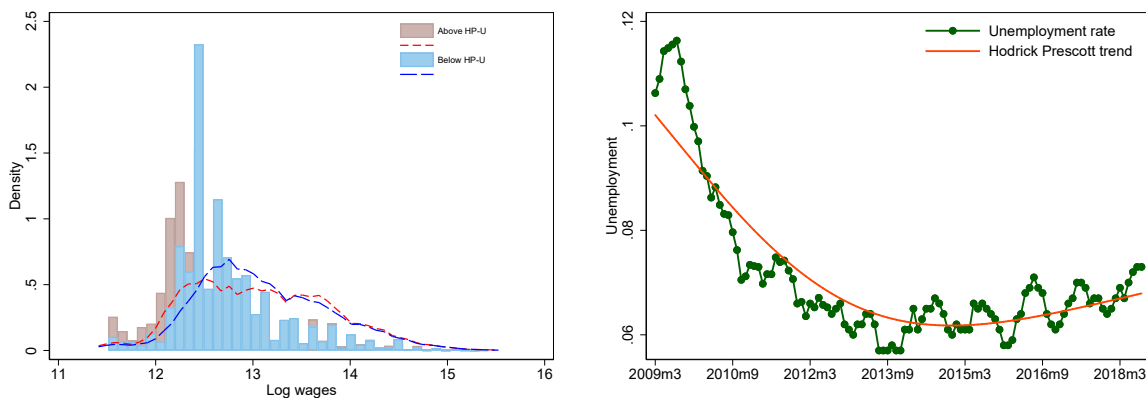 2.5
2
1.5
1
.5
0
Density
11
12
13
14
15
16
Log wages
Above HP-U
Below HP-U
.12
.1
.08
.06
Unemployment
2009m3
2010m9
2012m3
2013m9
2015m3
2016m9
2018m3
Unemployment rate
Hodrick Prescott trend